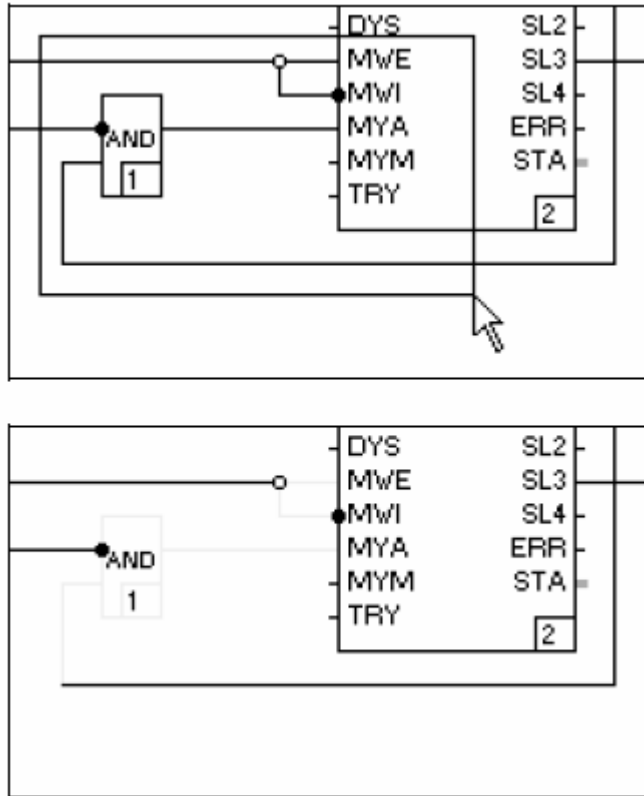 DYS SL2
MWE SL3
MWI SL4
MYA ERR
AND
MYM STA
1
TRY
2
DYS SL2
MWE SL3
MWI SL4
MYA ERR
AND
MYM STA
1
TRY
2